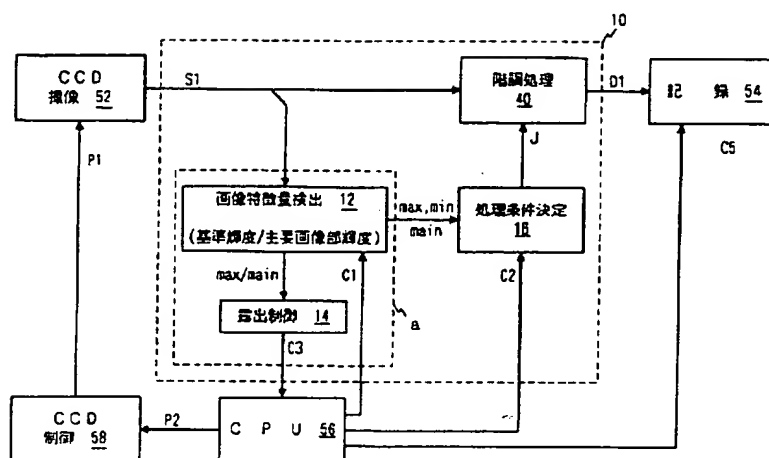 10
CCD
撮像 52
S1
階調処理
40
D1
記 録 54
P1
J
C5
画像特徴量検出 12
(基準輝度/主要画像部輝度)
max,min
main
処理条件決定
16
max/main
C1
C2
露出制御 14
a
C3
CCD
制御 58
P2
C P U 56